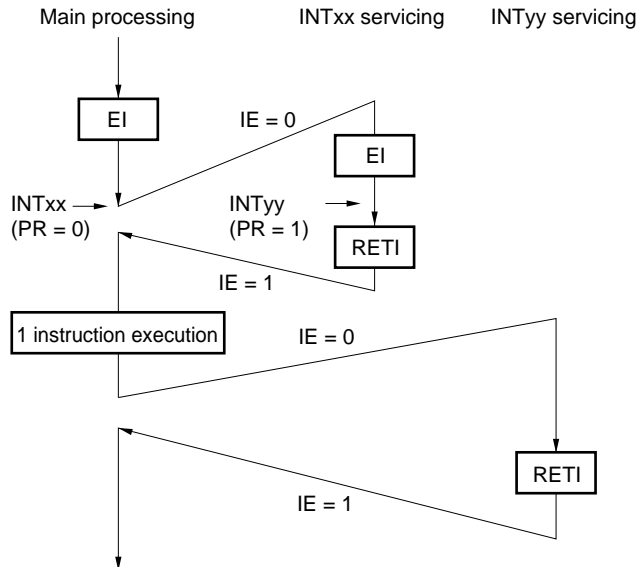 Main processing
INTxx servicing
INTyy servicing
EI
IE = 0
EI
INTxx
(PR = 0)
INTyy
(PR = 1)
RETI
IE = 1
1 instruction execution
IE = 0
RETI
IE = 1